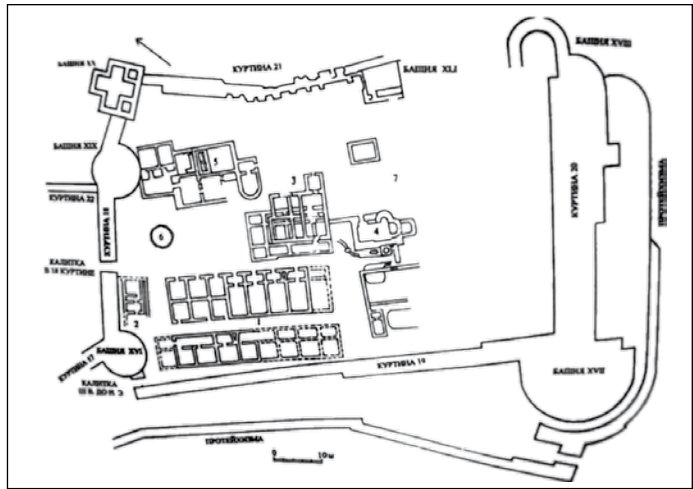 БАШНЯ XVIII
БАШНЯ XX
КУРТИНА 21
БАШНЯ XLI
БАШНЯ XIX
5
3
7
КУРТИНА 20
ПРОТЕЙХИЗМА
КУРТИНА 22
КУРТИНА 18
6
4
КАЛИТКА
В 18 КУРТИНЕ
2
1
БАШНЯ XVI
КУРТИНА 17
КУРТИНА 19
БАШНЯ XVII
КАЛИТКА
ПРОТЕЙХИЗМА
0 10 м